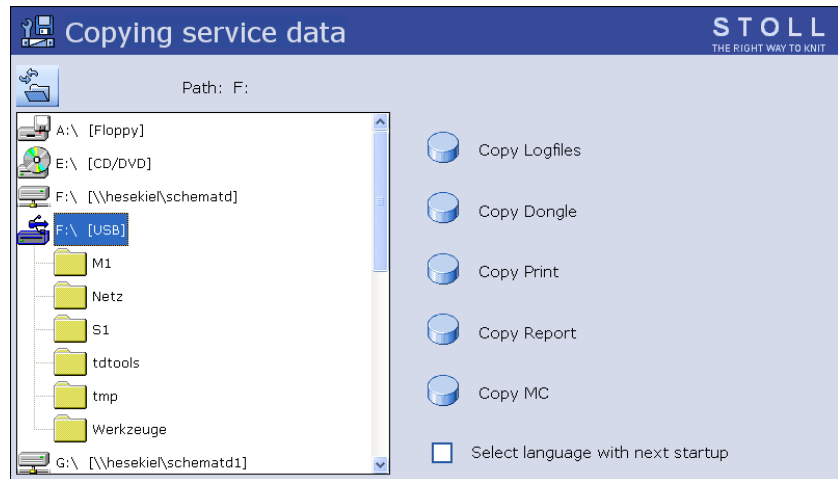 Copying service data
STOLL
THE RIGHT WAY TO KNIT
Path: F:
A:\ [Floppy]
E:\ [CD/DVD]
F:\ [\\hesekiel\schematd]
F:\ [USB]
M1
Netz
S1
tdtools
tmp
Werkzeuge
G:\ [\\hesekiel\schematd1]
Copy Logfiles
Copy Dongle
Copy Print
Copy Report
Copy MC
Select language with next startup